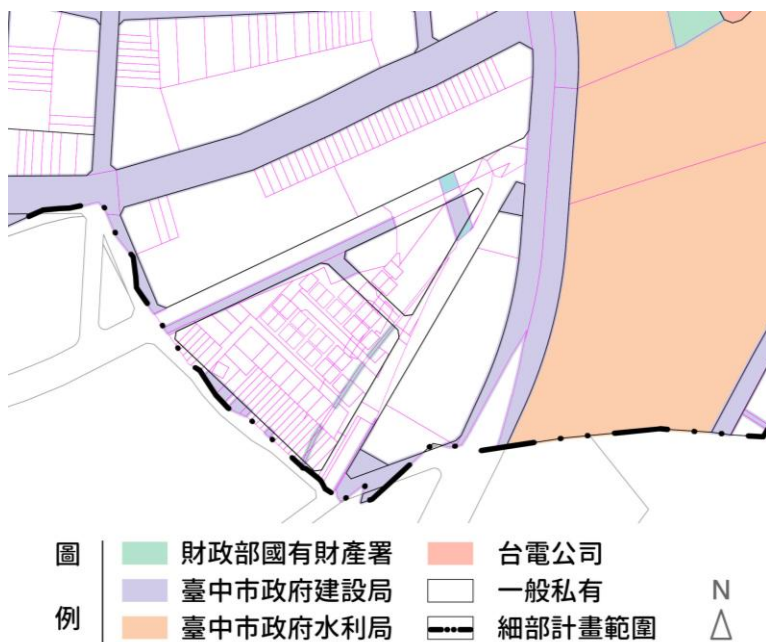 圖 例
財政部國有財產署
臺中市政府建設局
臺中市政府水利局
台電公司
一般私有
細部計畫範圍
N